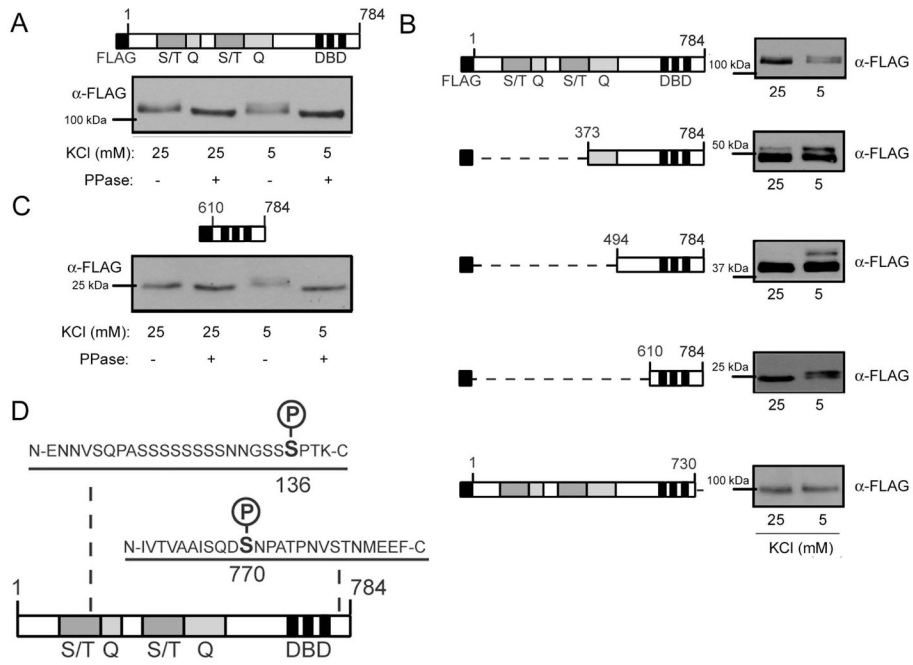 A
1 784
FLAG S/T Q S/T Q DBD
α-FLAG
100 kDa
KCl (mM): 25 25 5 5
PPase: - + - +
C
610 784
α-FLAG
25 kDa
KCl (mM): 25 25 5 5
PPase: - + - +
D
P
N-ENNVSQPASSSSSSSSNNGSSSPTK-C
136
P
N-IVTVAAISQDSNPATPNVSTNMEEF-C
770
1 784
S/T Q S/T Q DBD
B
1 784
FLAG S/T Q S/T Q DBD
100 kDa
α-FLAG
25 5
373 784
50 kDa
α-FLAG
25 5
494 784
37 kDa
α-FLAG
25 5
610 784
25 kDa
α-FLAG
25 5
1 730
100 kDa
α-FLAG
25 5
KCl (mM)